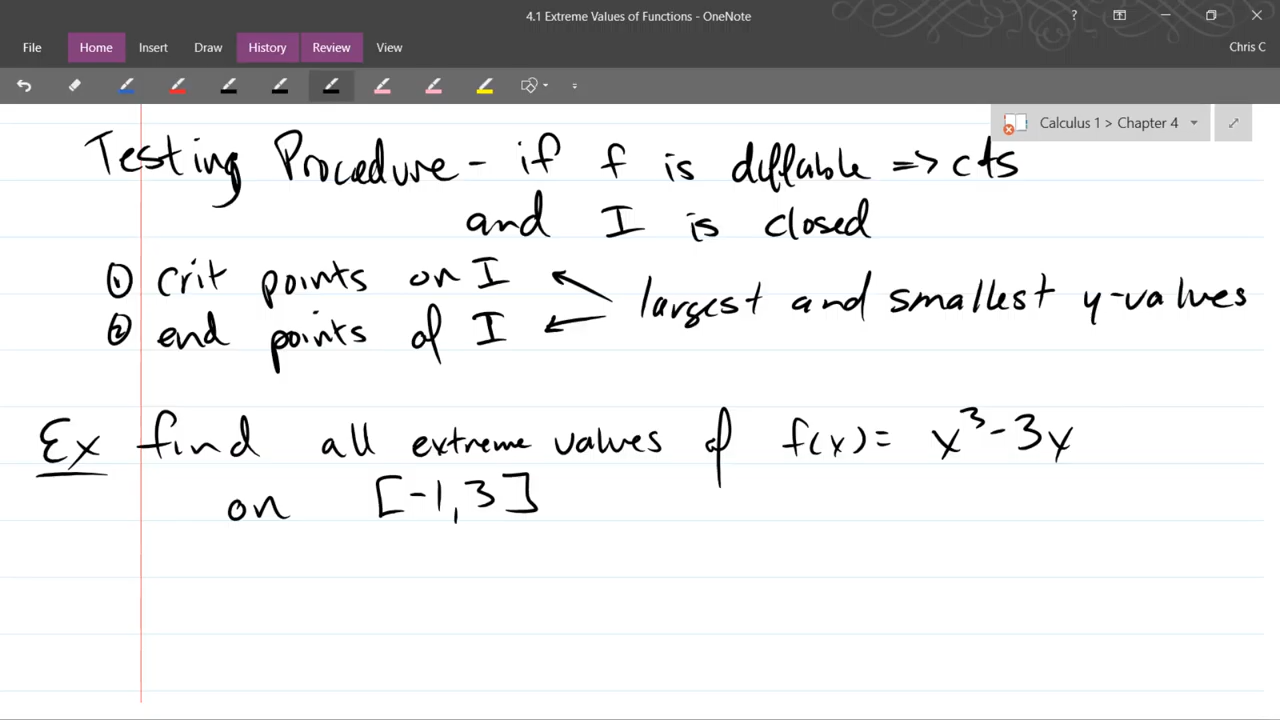 4.1 Extreme Values of Functions - OneNote
?
File Home Insert Draw History Review View Chris C
Calculus 1 > Chapter 4
Testing Procedure - if f is diffable => cts
and I is closed
① crit points on I
largest and smallest y-values
② end points of I
Ex find all extreme values of f(x) = x³ - 3x
on [-1, 3]